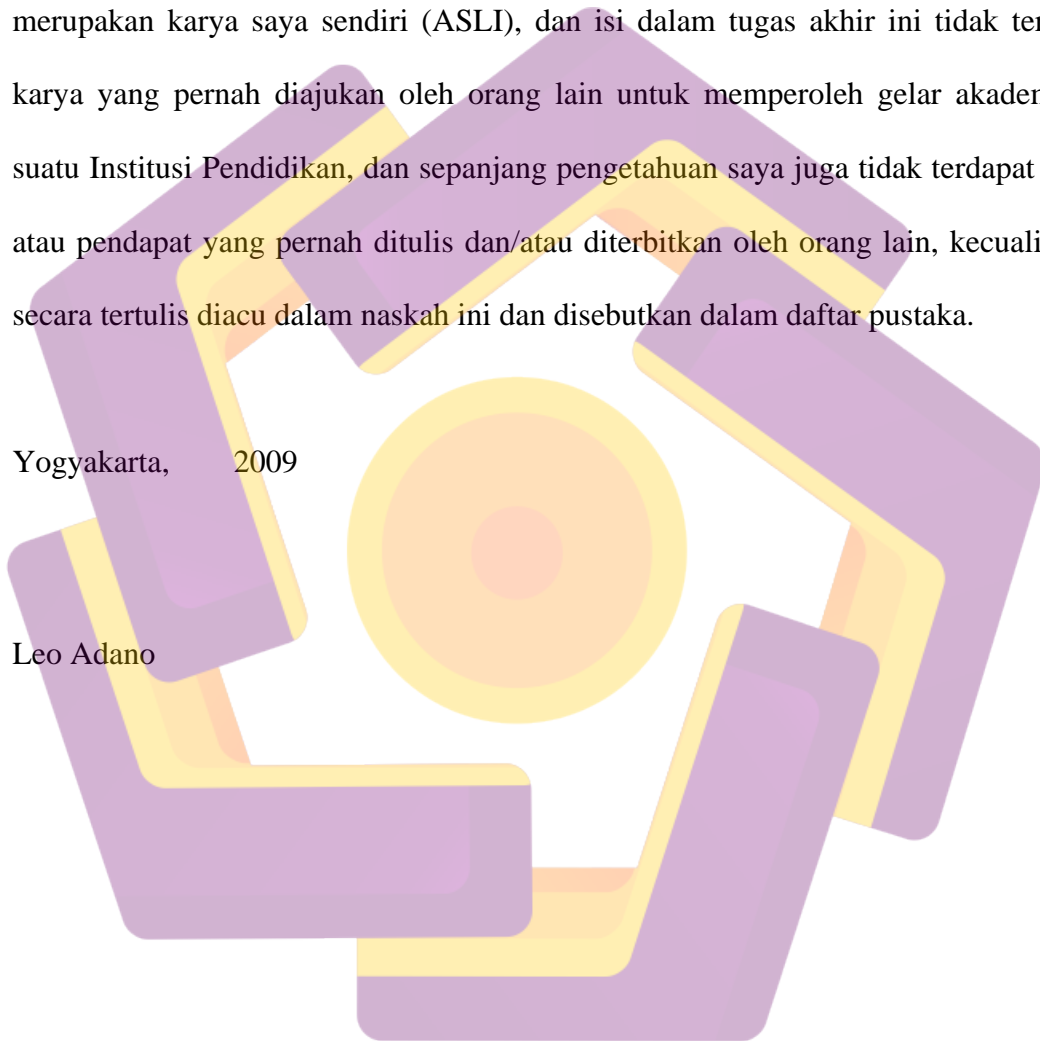 merupakan karya saya sendiri (ASLI), dan isi dalam tugas akhir ini tidak
karya yang pernah diajukan oleh orang lain untuk memperoleh gelar
suatu Institusi Pendidikan, dan sepanjang pengetahuan saya juga tidak terdapat
atau pendapat yang pernah ditulis dan/atau diterbitkan oleh orang lain, kecuali
secara tertulis diacu dalam naskah ini dan disebutkan dalam daftar pustaka.
Yogyakarta, 2009
Leo Adano